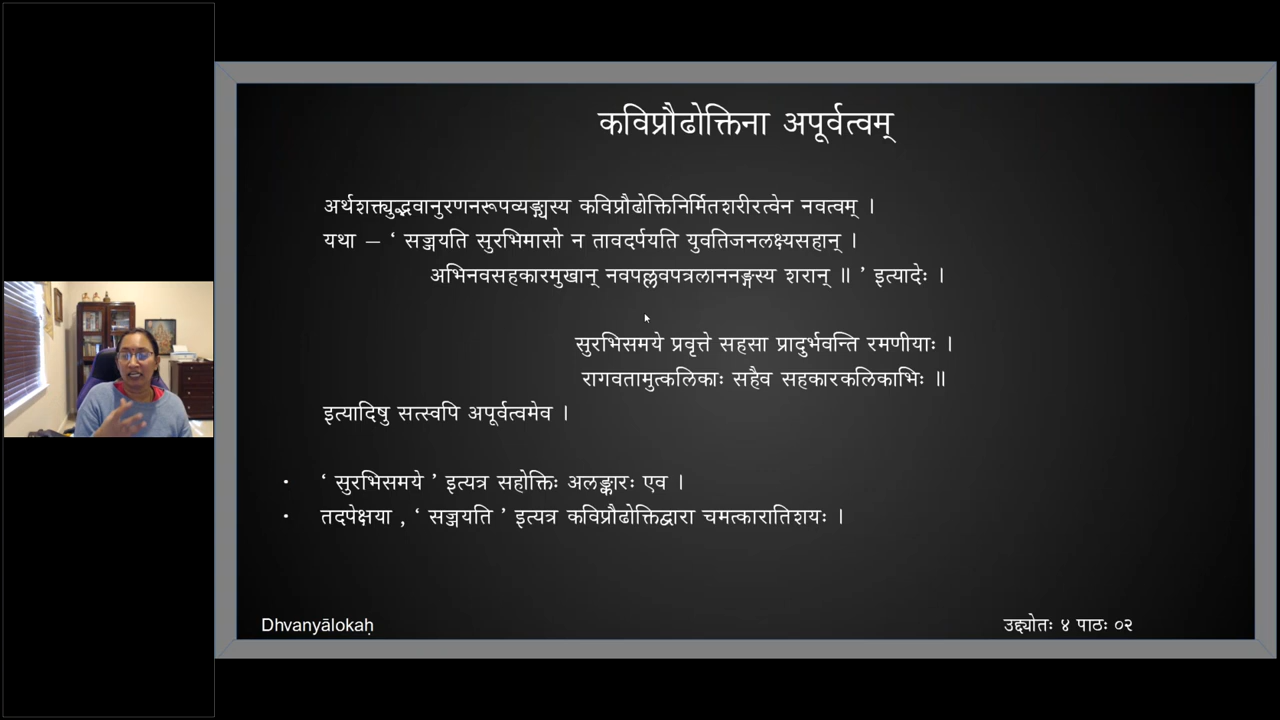 कविप्रौढोक्तिना अपूर्वत्वम्
अर्थशक्त्युद्भवानुरणनरूपव्यङ्ग्यस्य कविप्रौढोक्तिनिर्मितशरीरत्वेन नवत्वम् ।
यथा – ‘ सज्जयति सुरभिमासो न तावदर्पयति युवतिजनलक्ष्यसहान् ।
अभिनवसहकारमुखान् नवपल्लवपत्रलाननङ्गस्य शरान् ॥ ’ इत्यादेः ।
सुरभिसमये प्रवृत्ते सहसा प्रादुर्भवन्ति रमणीयाः ।
रागवतामुत्कलिकाः सहैव सहकारकलिकाभिः ॥
इत्यादिषु सत्स्वपि अपूर्वत्वमेव ।
• ‘ सुरभिसमये ’ इत्यत्र सहोक्तिः अलङ्कारः एव ।
• तदपेक्षया , ‘ सज्जयति ’ इत्यत्र कविप्रौढोक्तिद्वारा चमत्कारातिशयः ।
Dhvanyālokaḥ
उद्द्योतः ४ पाठः ०२